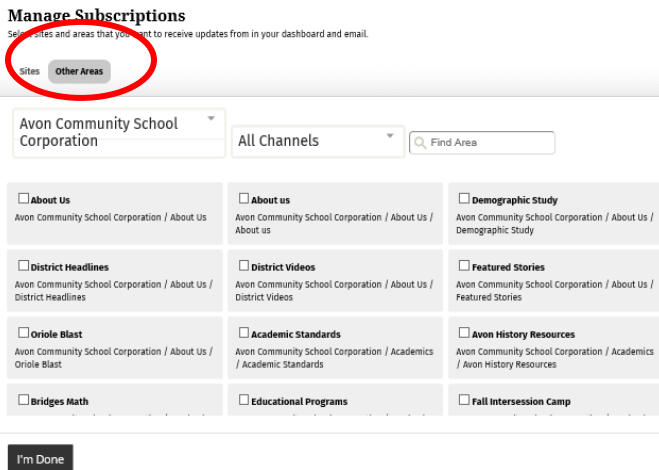 Manage Subscriptions
Select sites and areas that you want to receive updates from in your dashboard and email.
Sites Other Areas
Avon Community School
Corporation
All Channels
Find Area
About Us
Avon Community School Corporation / About Us
About us
Avon Community School Corporation / About Us /
About us
Demographic Study
Avon Community School Corporation / About Us /
Demographic Study
District Headlines
Avon Community School Corporation / About Us /
District Headlines
District Videos
Avon Community School Corporation / About Us /
District Videos
Featured Stories
Avon Community School Corporation / About Us /
Featured Stories
Oriole Blast
Avon Community School Corporation / About Us /
Oriole Blast
Academic Standards
Avon Community School Corporation / Academics
/ Academic Standards
Avon History Resources
Avon Community School Corporation / Academics
/ Avon History Resources
Bridges Math
Educational Programs
Fall Intersession Camp
I'm Done